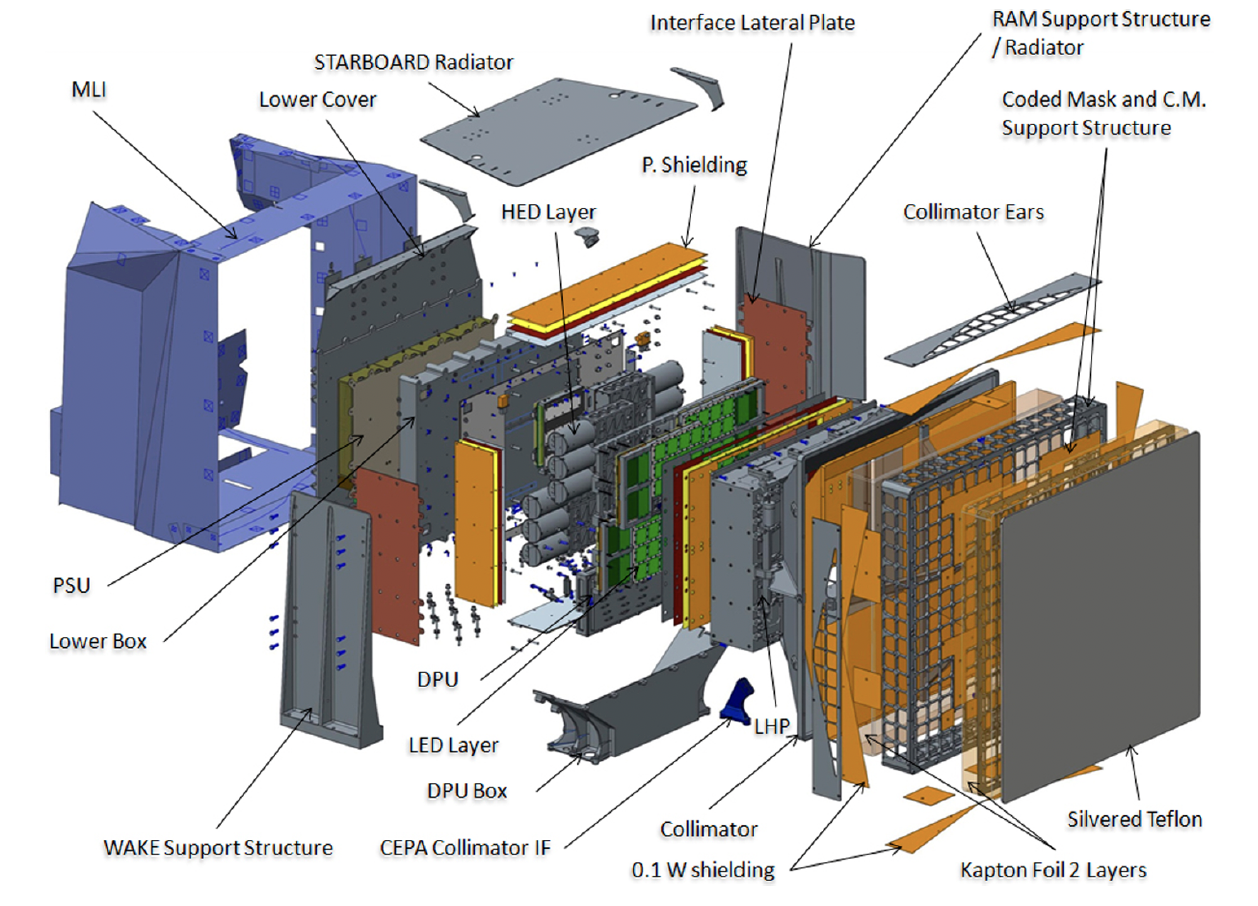 Interface Lateral Plate
RAM Support Structure
/ Radiator
STARBOARD Radiator
MLI
Lower Cover
Coded Mask and C.M.
Support Structure
P. Shielding
HED Layer
Collimator Ears
PSU
Lower Box
DPU
LED Layer
LHP
DPU Box
WAKE Support Structure
CEPA Collimator IF
Collimator
0.1 W shielding
Silvered Teflon
Kapton Foil 2 Layers